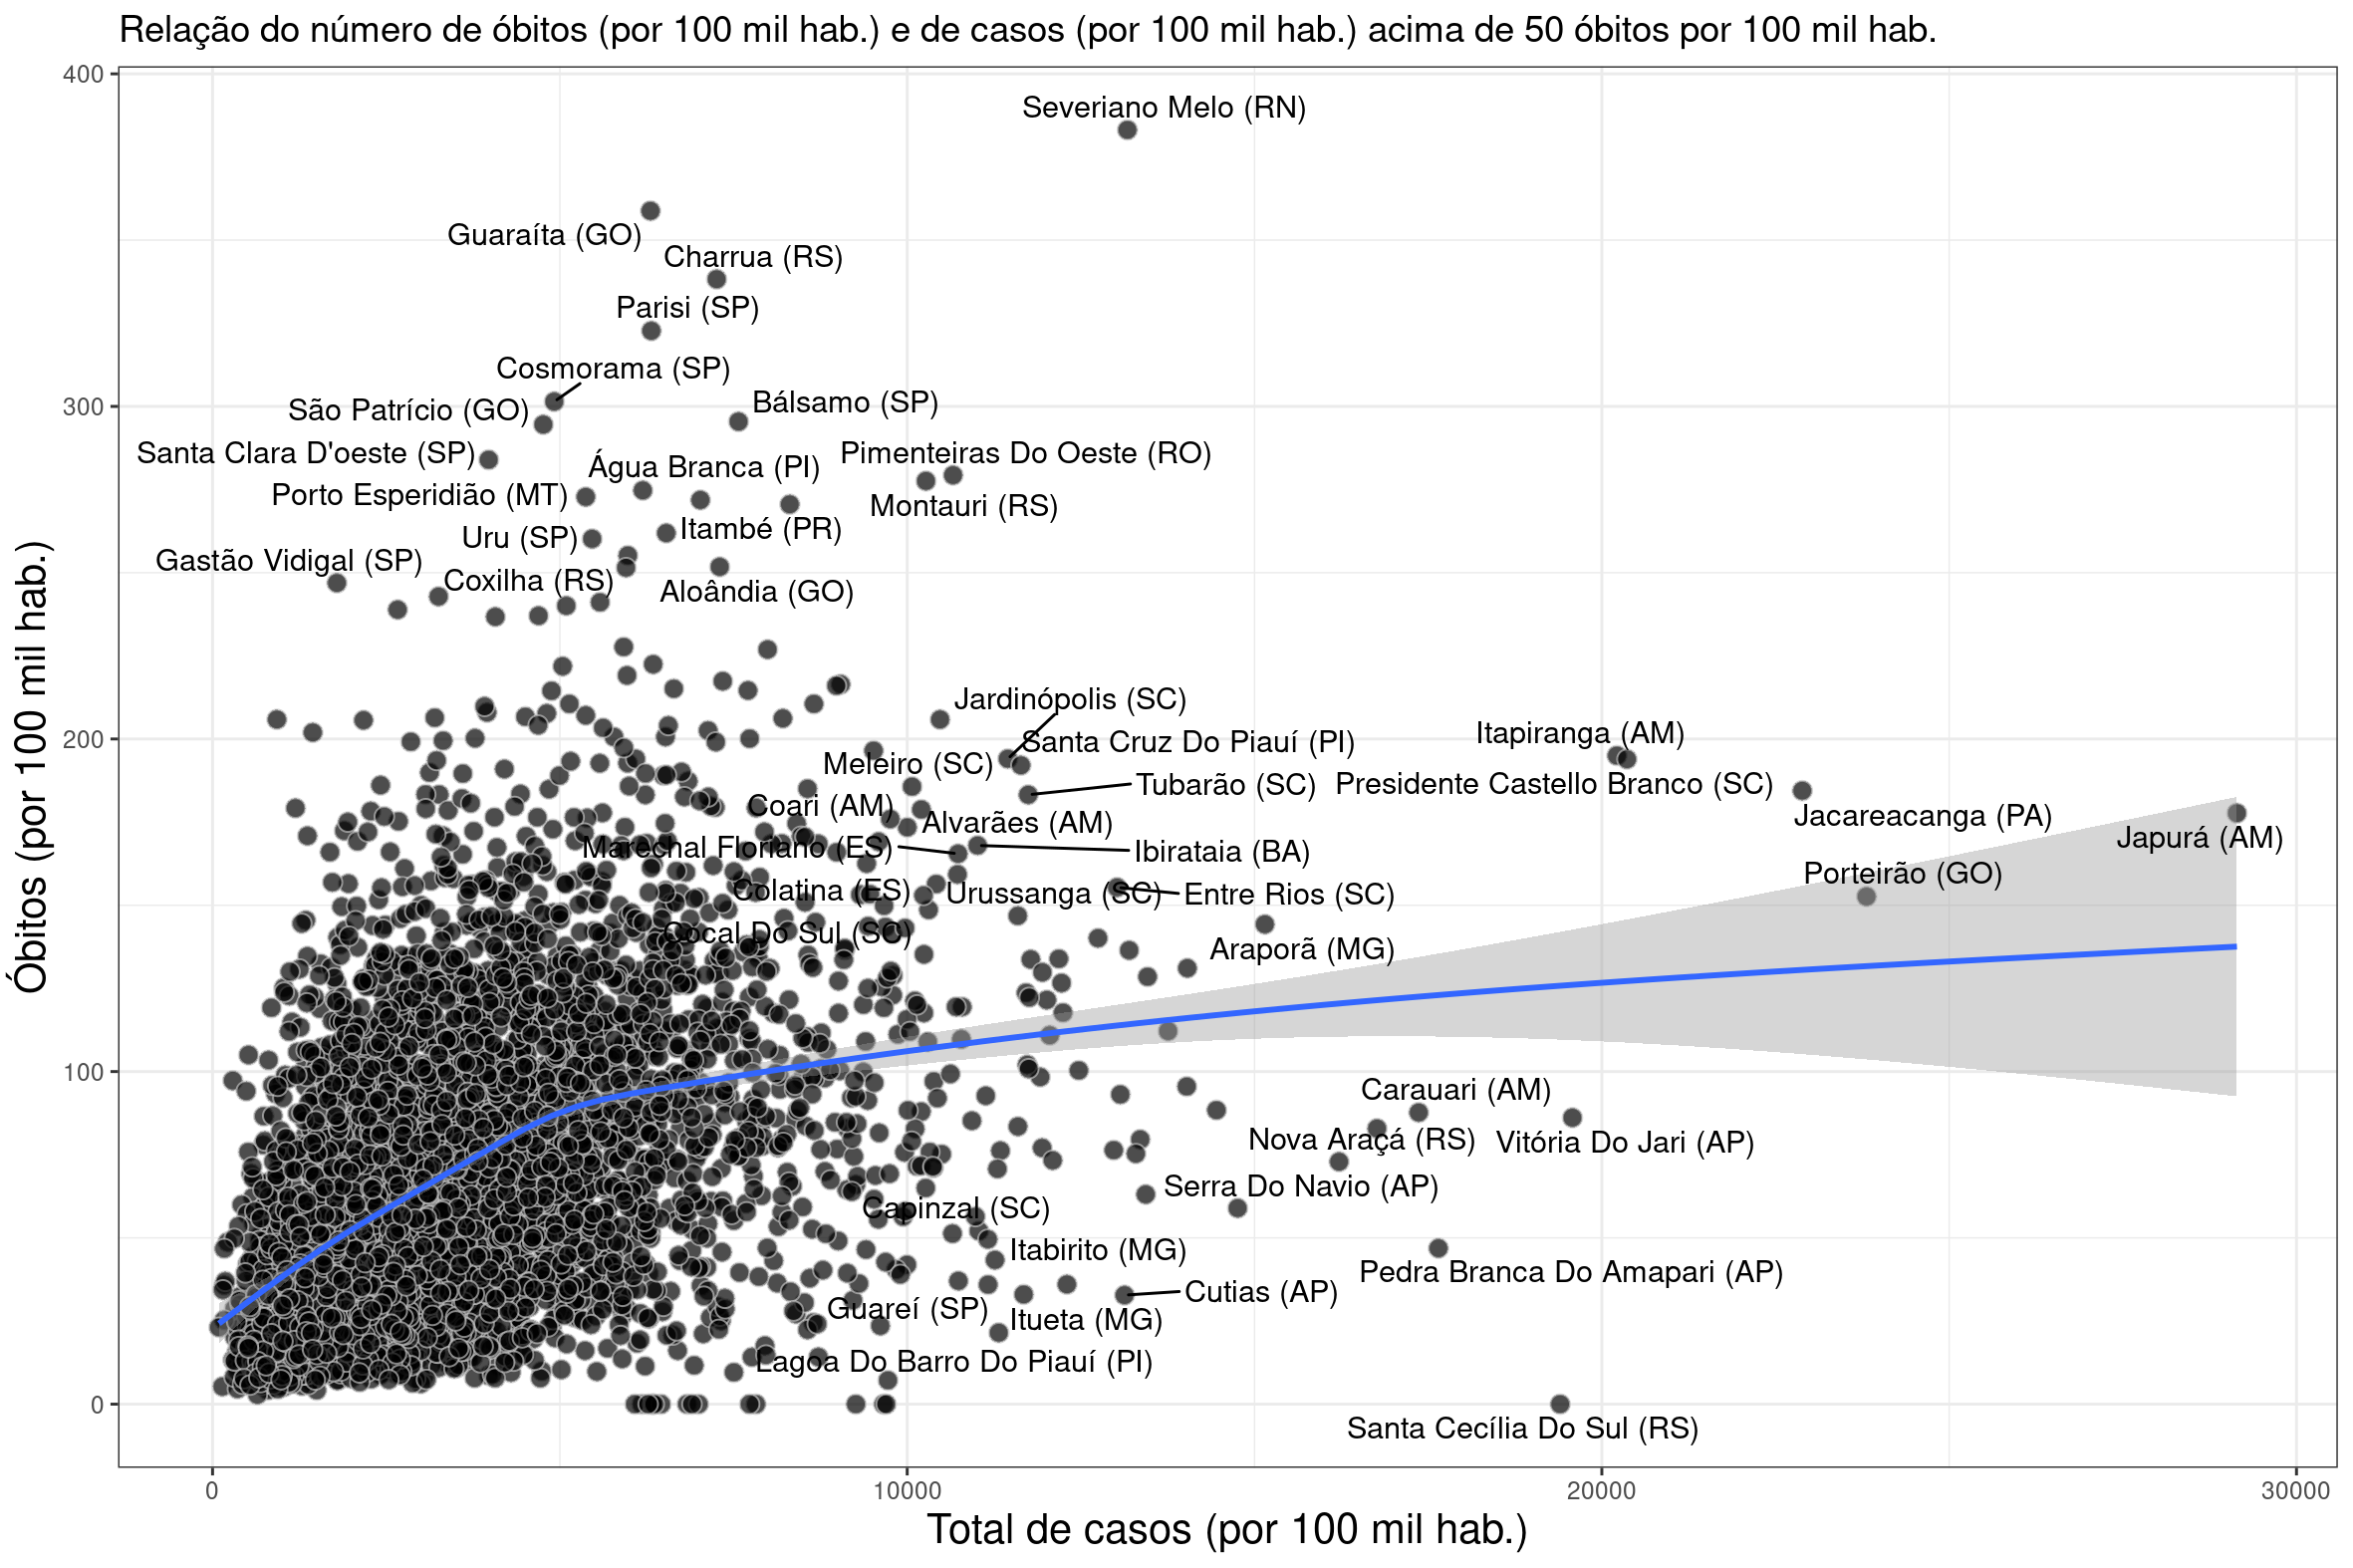 Relação do número de óbitos (por 100 mil hab.) e de casos (por 100 mil hab.) acima de 50 óbitos por 100 mil hab.
Óbitos (por 100 mil hab.)
400
300
200
100
0
Severiano Melo (RN)
Guaraíta (GO)
Charrua (RS)
Parisi (SP)
Cosmorama (SP)
Bálsamo (SP)
São Patrício (GO)
Santa Clara D'oeste (SP)
Pimenteiras Do Oeste (RO)
Água Branca (PI)
Porto Esperidião (MT)
Montauri (RS)
Itambé (PR)
Uru (SP)
Gastão Vidigal (SP)
Coxilha (RS)
Aloândia (GO)
Jardinópolis (SC)
Itapiranga (AM)
Santa Cruz Do Piauí (PI)
Meleiro (SC)
Tubarão (SC)
Presidente Castello Branco (SC)
Coari (AM)
Alvarães (AM)
Jacareacanga (PA)
Japurá (AM)
Marechal Floriano (ES)
Ibirataia (BA)
Porteirão (GO)
Colatina (ES)
Urussanga (SC)
Entre Rios (SC)
Cocal Do Sul (SC)
Araporã (MG)
Carauari (AM)
Nova Araçá (RS)
Vitória Do Jari (AP)
Serra Do Navio (AP)
Capinzal (SC)
Itabirito (MG)
Pedra Branca Do Amapari (AP)
Cutias (AP)
Guareí (SP)
Itueta (MG)
Lagoa Do Barro Do Piauí (PI)
Santa Cecília Do Sul (RS)
0
10000
20000
30000
Total de casos (por 100 mil hab.)